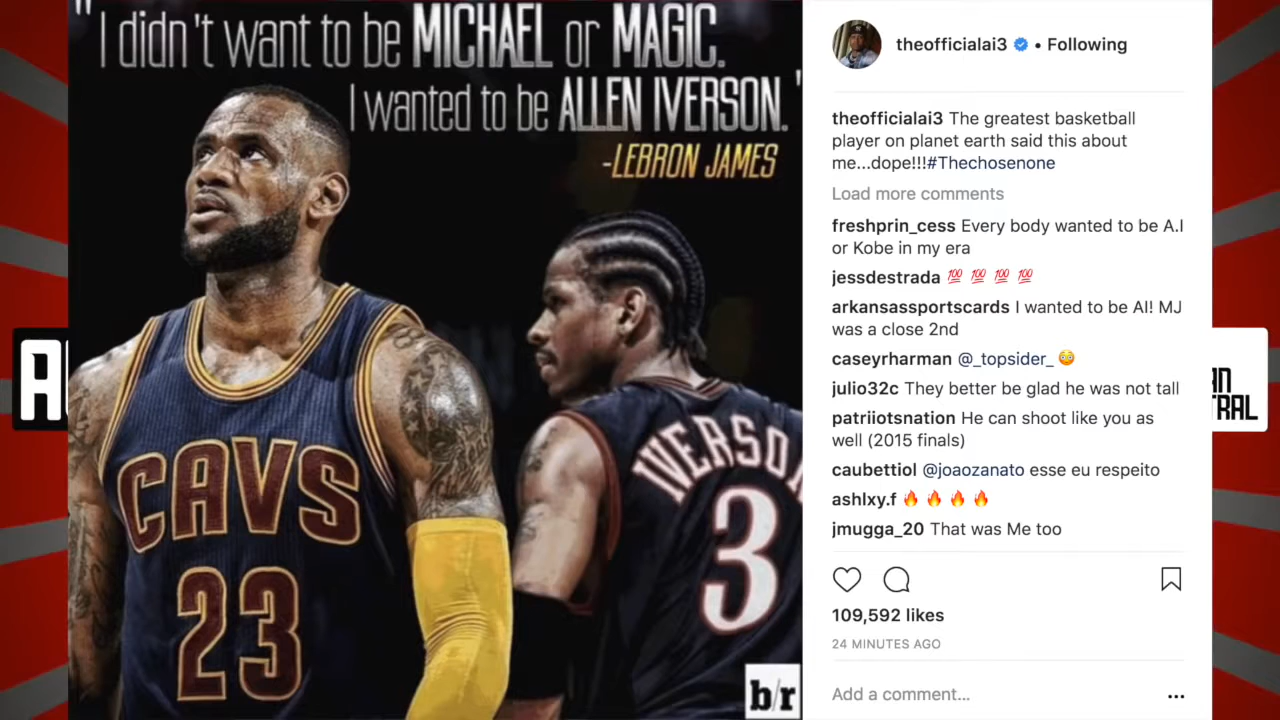 "I didn't want to be MICHAEL or MAGIC.
I wanted to be ALLEN IVERSON."
-LEBRON JAMES
CAVS
23
IVERSON
3
b/r
theofficialai3 • Following
theofficialai3 The greatest basketball
player on planet earth said this about
me...dope!!!#Thechosenone
Load more comments
freshprin_cess Every body wanted to be A.I
or Kobe in my era
jessdestrada 💯 💯 💯 💯
arkansassportscards I wanted to be AI! MJ
was a close 2nd
caseyrharman @_topsider_ 😳
julio32c They better be glad he was not tall
patriiotsnation He can shoot like you as
well (2015 finals)
caubettiol @joaozanato esse eu respeito
ashlxy.f 🔥 🔥 🔥 🔥
jmugga_20 That was Me too
109,592 likes
24 MINUTES AGO
Add a comment...